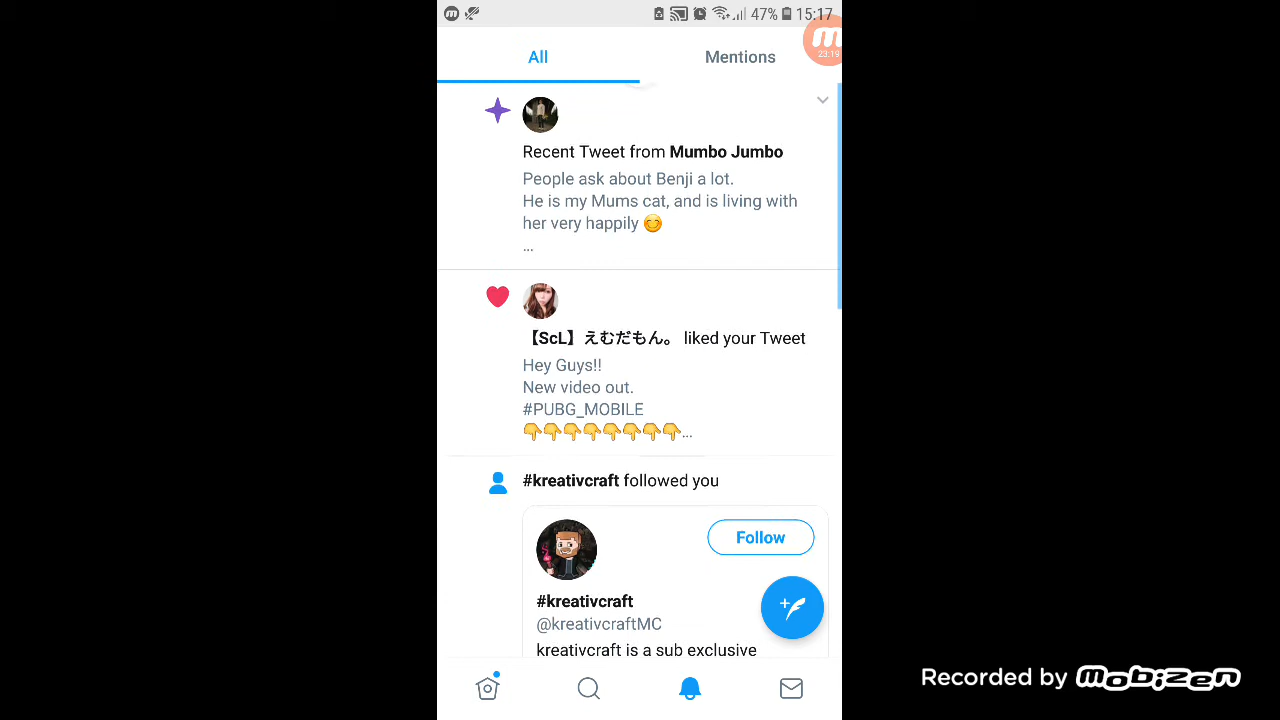 47% 15:17
All
Mentions
23:19
Recent Tweet from Mumbo Jumbo
People ask about Benji a lot.
He is my Mums cat, and is living with
her very happily 😊
...
【ScL】えむだもん。 liked your Tweet
Hey Guys!!
New video out.
#PUBG_MOBILE
👇👇👇👇👇👇👇👇...
#kreativcraft followed you
Follow
#kreativcraft
@kreativcraftMC
kreativcraft is a sub exclusive
Recorded by mobizen